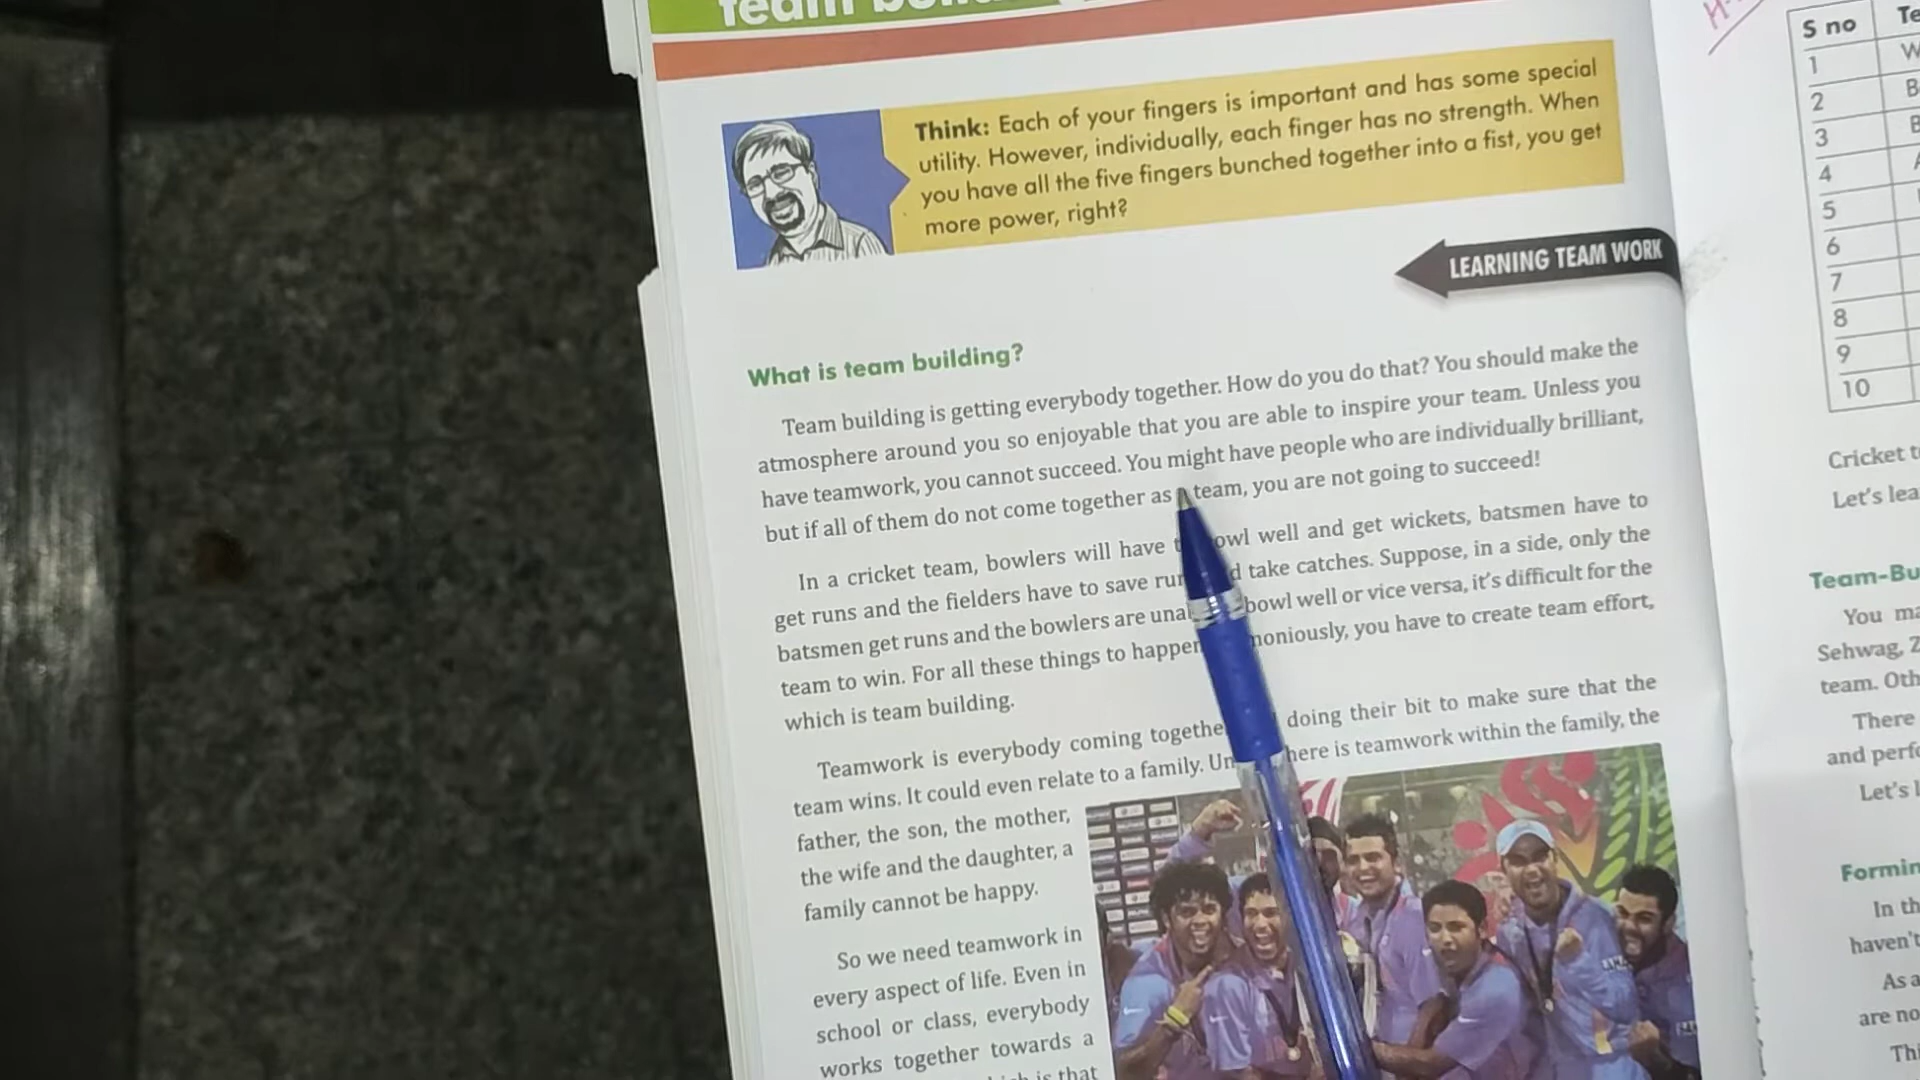 team
Think: Each of your fingers is important and has some special
utility. However, individually, each finger has no strength. When
you have all the five fingers bunched together into a fist, you get
more power, right?
LEARNING TEAM WORK
What is team building?
Team building is getting everybody together. How do you do that? You should make the
atmosphere around you so enjoyable that you are able to inspire your team. Unless you
have teamwork, you cannot succeed. You might have people who are individually brilliant,
but if all of them do not come together as team, you are not going to succeed!
In a cricket team, bowlers will have well and get wickets, batsmen have to
get runs and the fielders have to save take catches. Suppose, in a side, only the
batsmen get runs and the bowlers are bowl well or vice versa, it's difficult for the
team to win. For all these things to happen you have to create team effort,
which is team building.
Teamwork is everybody coming doing their bit to make sure that the
team wins. It could even relate to a family. is teamwork within the family, the
father, the son, the mother,
the wife and the daughter, a
family cannot be happy.
So we need teamwork in
every aspect of life. Even in
school or class, everybody
works together towards a
is that
S no
1
2
3
4
5
6
7
8
9
10
Cricket
Let's
Team-
You
Sehwag,
team.
There
and
Let's
In
haven't
As
are